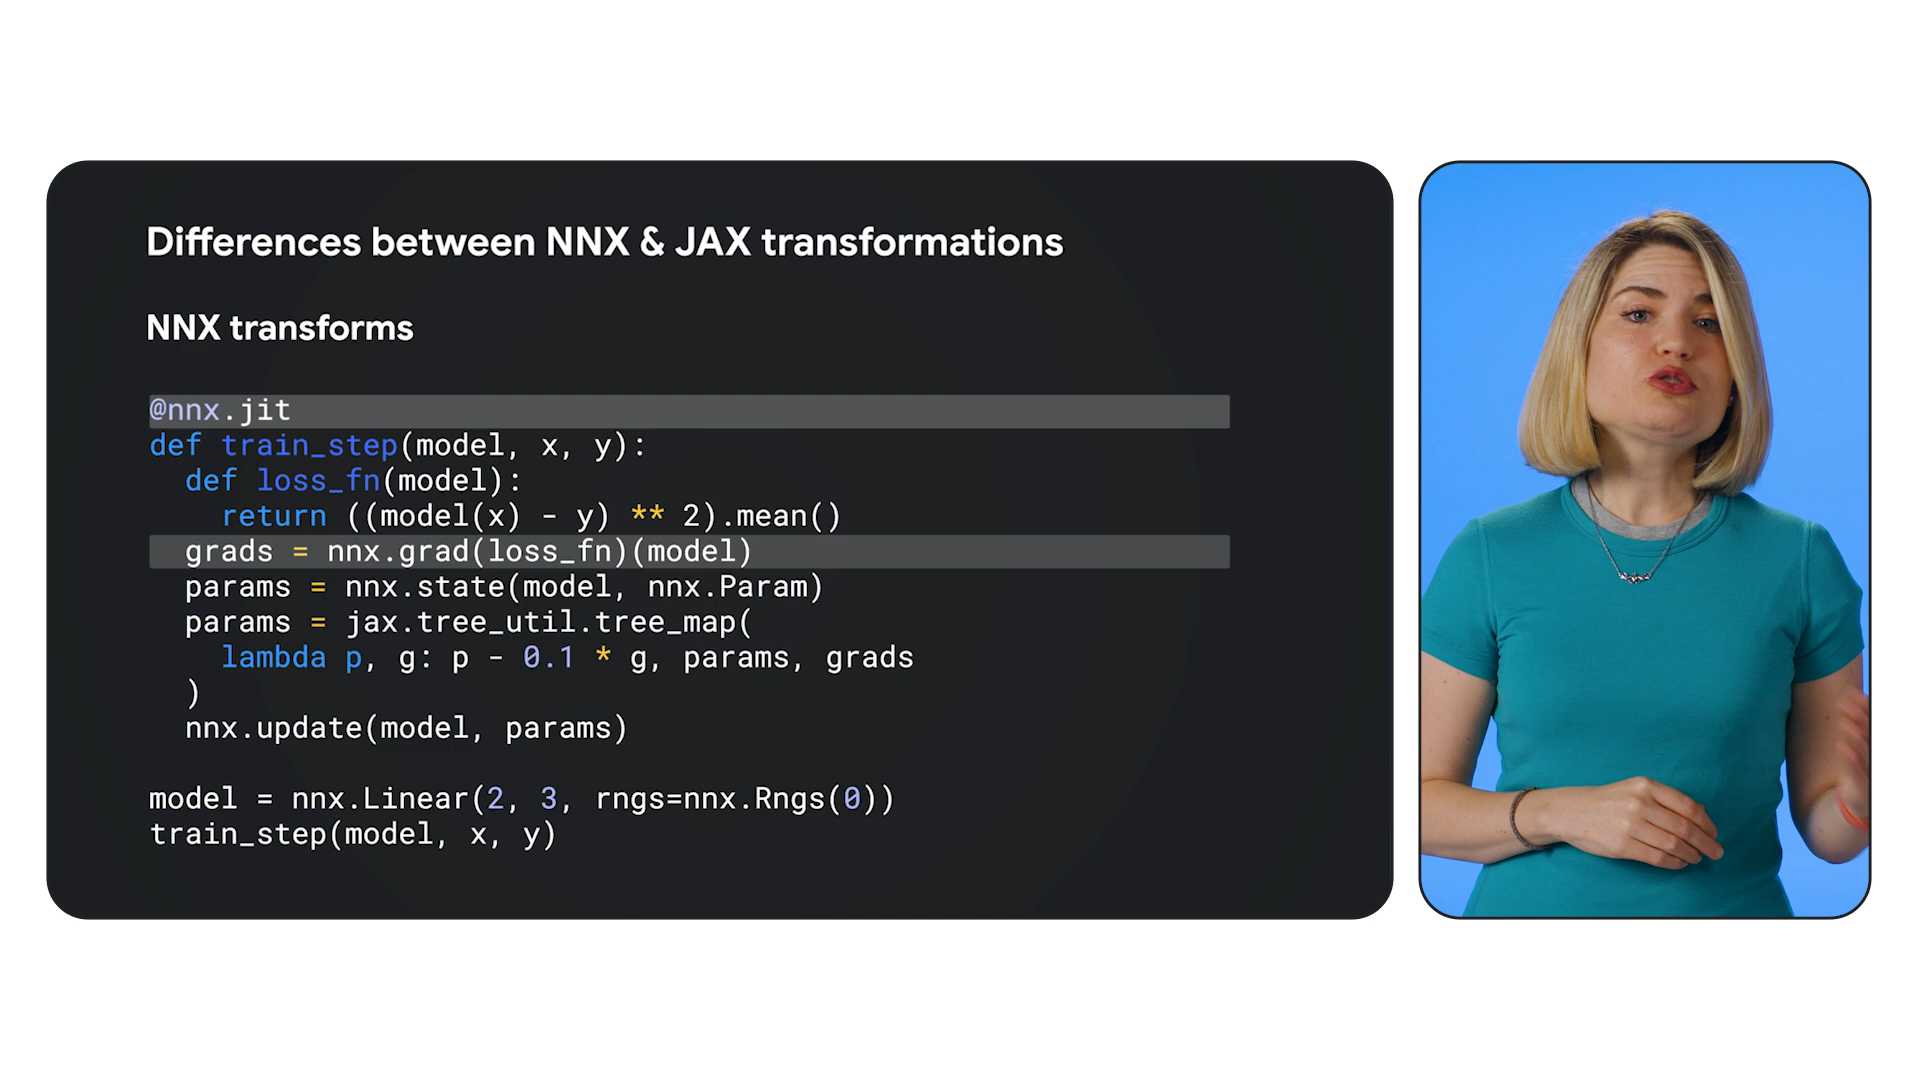 Differences between NNX & JAX transformations
NNX transforms
@nnx.jit
def train_step(model, x, y):
  def loss_fn(model):
    return ((model(x) - y) ** 2).mean()
  grads = nnx.grad(loss_fn)(model)
  params = nnx.state(model, nnx.Param)
  params = jax.tree_util.tree_map(
    lambda p, g: p - 0.1 * g, params, grads
  )
  nnx.update(model, params)
model = nnx.Linear(2, 3, rngs=nnx.Rngs(0))
train_step(model, x, y)